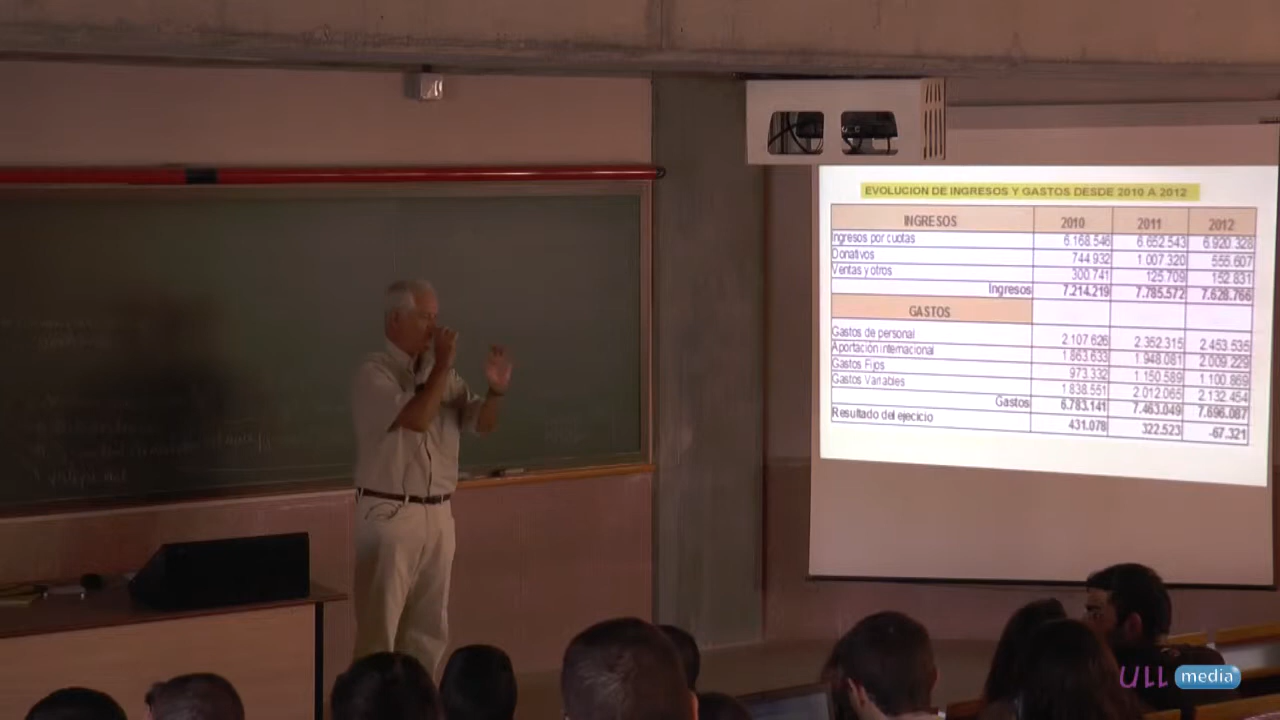 EVOLUCION DE INGRESOS Y GASTOS DESDE 2010 A 2012
INGRESOS 2010 2011 2012
Ingresos por cuotas 6.168.546 6.652.543 6.920.328
Donativos 744.932 1.007.320 555.607
Ventas y otros 300.741 125.709 152.831
Ingresos 7.214.219 7.785.572 7.628.766
GASTOS
Gastos de personal 2.107.626 2.352.315 2.453.535
Aportación internacional 1.863.633 1.948.081 2.009.229
Gastos Fijos 973.332 1.150.589 1.100.869
Gastos Variables 1.838.551 2.012.065 2.132.454
Gastos 6.783.141 7.463.049 7.696.087
Resultado del ejecicio 431.078 322.523 -67.321
ULL media